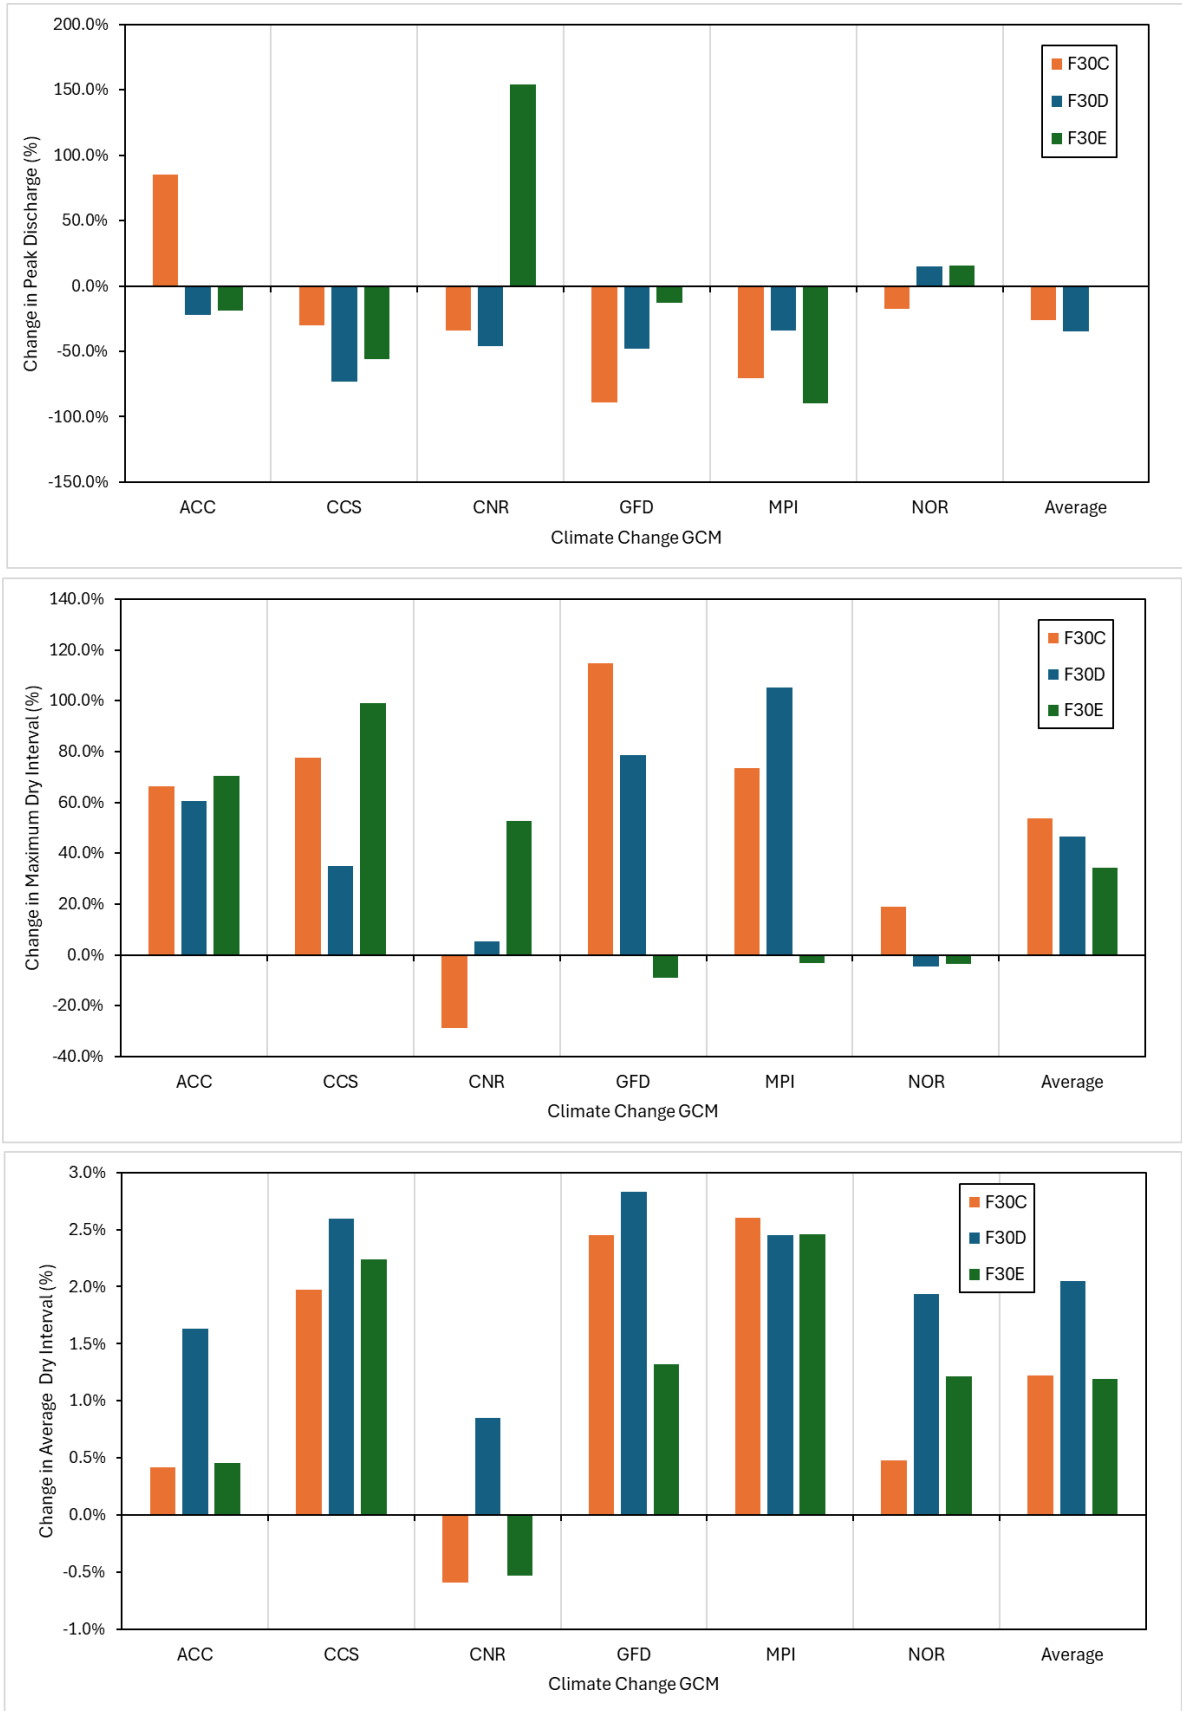 200.0%
150.0%
100.0%
50.0%
0.0%
-50.0%
-100.0%
-150.0%
Change in Peak Discharge (%)
F30C
F30D
F30E
ACC CCS CNR GFD MPI NOR Average
Climate Change GCM
140.0%
120.0%
100.0%
80.0%
60.0%
40.0%
20.0%
0.0%
-20.0%
-40.0%
Change in Maximum Dry Interval (%)
F30C
F30D
F30E
ACC CCS CNR GFD MPI NOR Average
Climate Change GCM
3.0%
2.5%
2.0%
1.5%
1.0%
0.5%
0.0%
-0.5%
-1.0%
Change in Average Dry Interval (%)
F30C
F30D
F30E
ACC CCS CNR GFD MPI NOR Average
Climate Change GCM